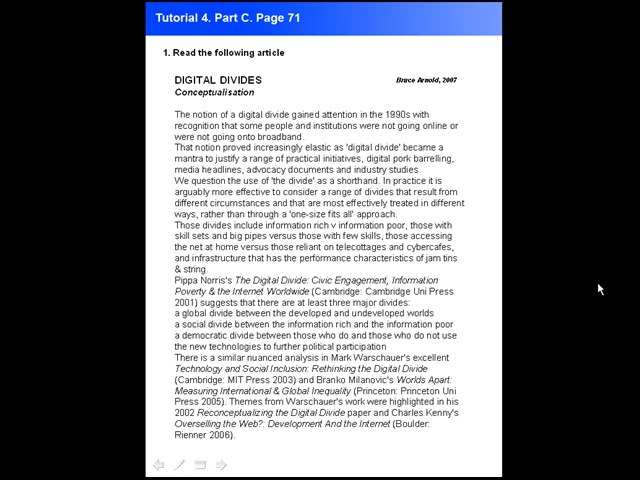 Tutorial 4. Part C. Page 71
1. Read the following article
DIGITAL DIVIDES
Bruce Arnold, 2007
Conceptualisation
The notion of a digital divide gained attention in the 1990s with
recognition that some people and institutions were not going online or
were not going onto broadband.
That notion proved increasingly elastic as 'digital divide' became a
mantra to justify a range of practical initiatives, digital pork barrelling,
media headlines, advocacy documents and industry studies.
We question the use of 'the divide' as a shorthand. In practice it is
arguably more effective to consider a range of divides that result from
different circumstances and that are most effectively treated in different
ways, rather than through a 'one-size fits all' approach.
Those divides include information rich v information poor, those with
skill sets and big pipes versus those with few skills, those accessing
the net at home versus those reliant on telecottages and cybercafes,
and infrastructure that has the performance characteristics of jam tins
& string.
Pippa Norris's The Digital Divide: Civic Engagement, Information
Poverty & the Internet Worldwide (Cambridge: Cambridge Uni Press
2001) suggests that there are at least three major divides:
a global divide between the developed and undeveloped worlds
a social divide between the information rich and the information poor
a democratic divide between those who do and those who do not use
the new technologies to further political participation
There is a similar nuanced analysis in Mark Warschauer's excellent
Technology and Social Inclusion: Rethinking the Digital Divide
(Cambridge: MIT Press 2003) and Branko Milanovic's Worlds Apart:
Measuring International & Global Inequality (Princeton: Princeton Uni
Press 2005). Themes from Warschauer's work were highlighted in his
2002 Reconceptualizing the Digital Divide paper and Charles Kenny's
Overselling the Web?: Development And the Internet (Boulder:
Rienner 2006).